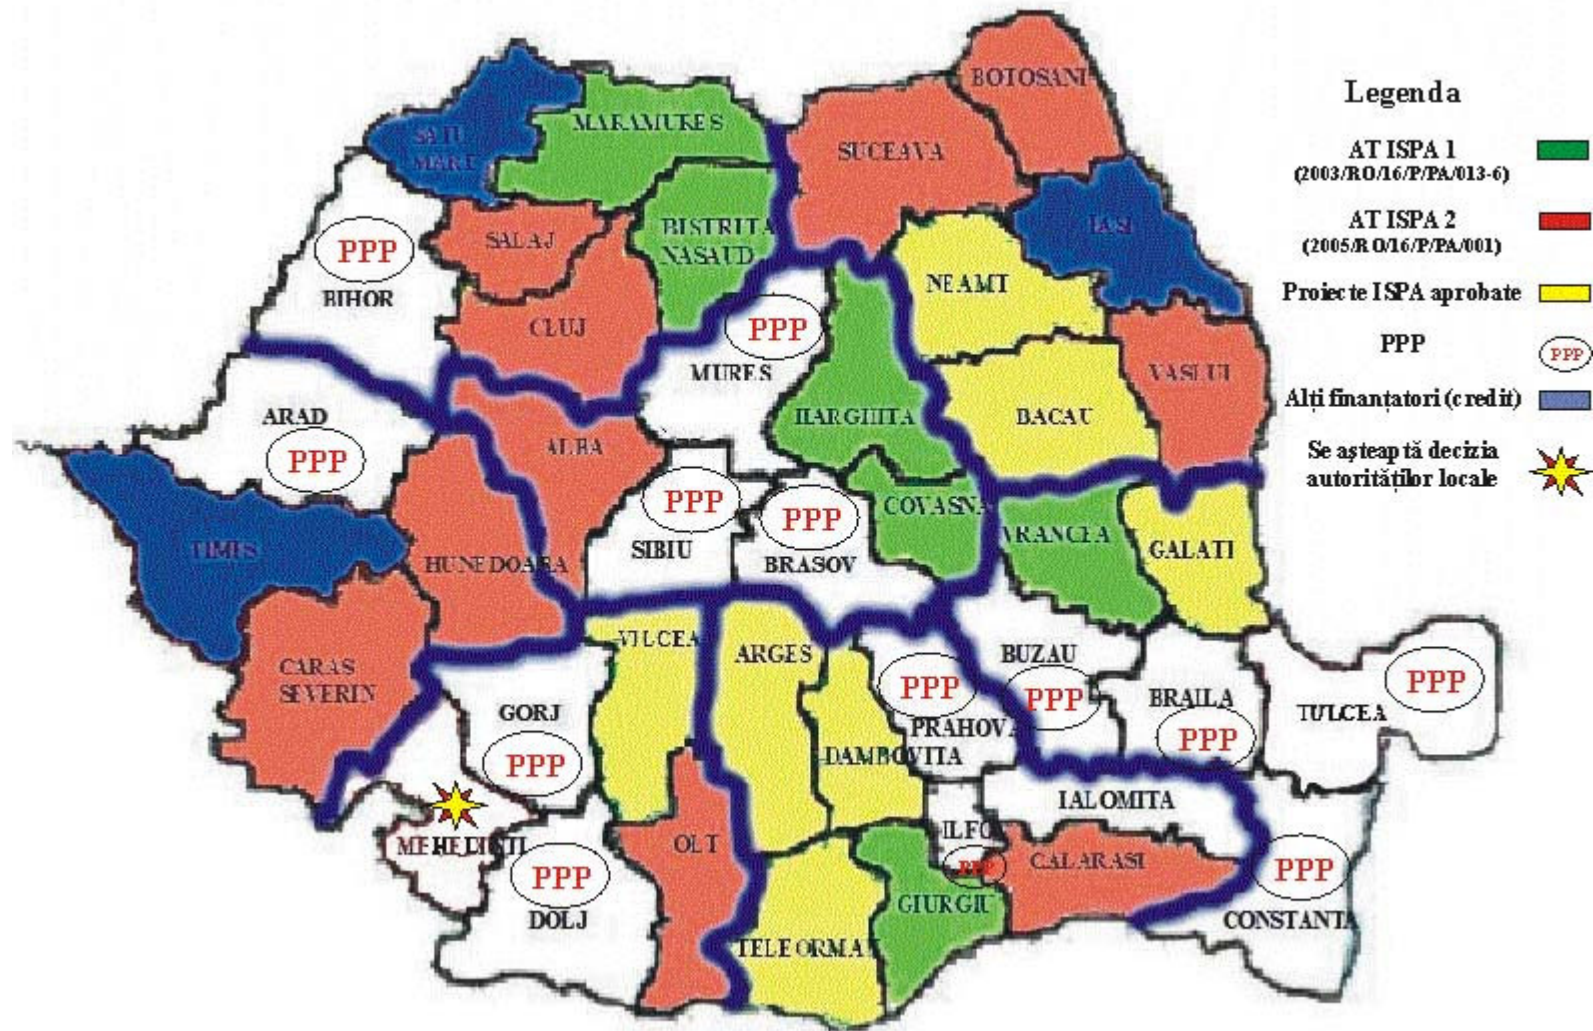 BOTOSANI
Legenda
MARAMURES
SATU
MARE
SUCEAVA
AT ISPA 1
(2003/RO/16/P/PA/013-6)
IASI
BISTRITA
NASAUD
SALAJ
AT ISPA 2
(2005/RO/16/P/PA/001)
PPP
BIHOR
NEAMT
Proiecte ISPA aprobate
CLUJ
PPP
MURES
PPP
PPP
VASLUI
Alți finanțatori (credit)
ARAD
PPP
HARGHITA
BACAU
ALBA
Se așteaptă decizia
autorităților locale
PPP
SIBIU
PPP
BRASOV
COVASNA
VRANCEA
GALATI
TIMIS
HUNEDOARA
VILCEA
ARGES
BUZAU
PPP
CARAS
SEVERIN
PPP
PRAHOVA
BRAILA
PPP
TULCEA
PPP
GORJ
PPP
DAMBOVITA
IALOMITA
MEHEDINTI
OLT
ILFO
PPP
CALARASI
PPP
CONSTANTA
PPP
DOLJ
GIURGIU
TELEORMA